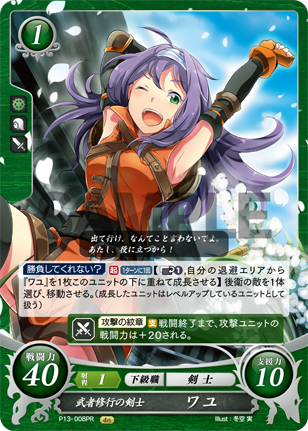 1
SAMPLE
出て行け、なんてこと言わないでよ。
あたし、役に立つから!
勝負してくれない? 起 1ターンに1回 【 1,自分の退避エリアから
『ワユ』を1枚このユニットの下に重ねて成長させる】後衛の敵を1体
選び、移動させる。(成長したユニットはレベルアップしているユニットとして
扱う)
攻撃の紋章 支 戦闘終了まで、攻撃ユニットの
戦闘力は+20される。
戦闘力 40
射程 1 下級職 剣士
支援力 10
武者修行の剣士 ワユ
P13-008PR Illust:冬空 実